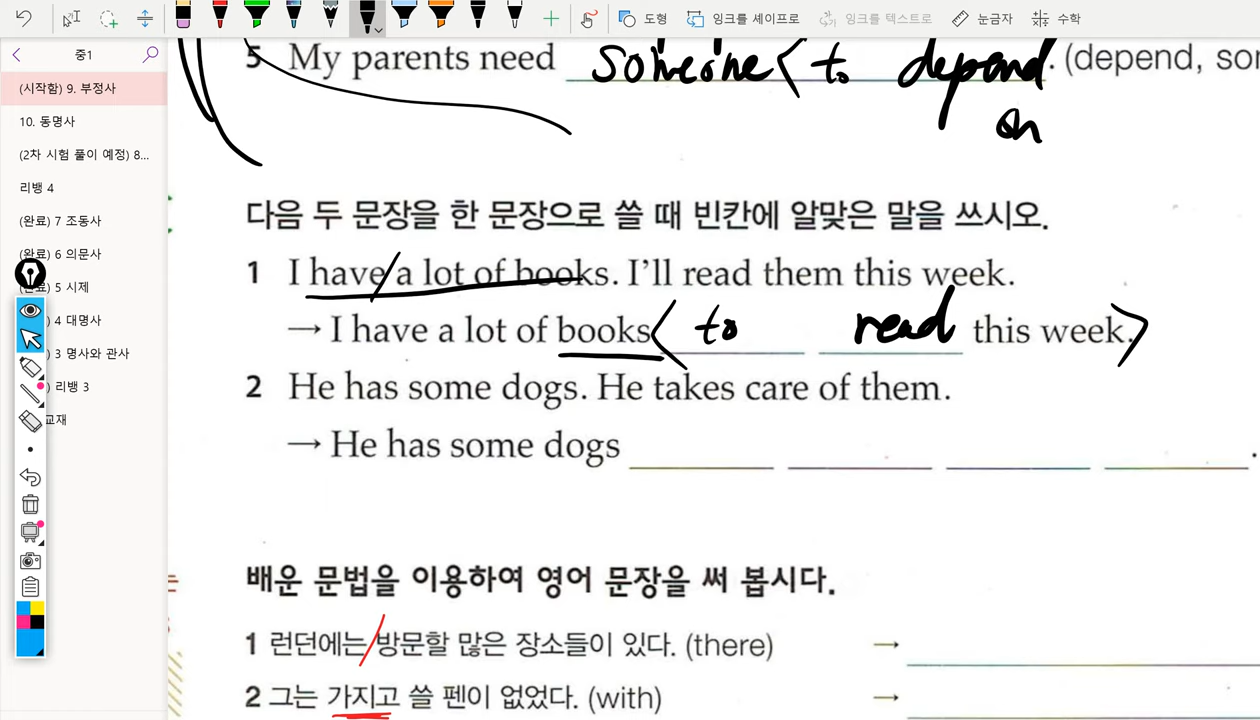 도형
잉크를 셰이프로
잉크를 텍스트로
눈금자
수학
중1
(시작함) 9. 부정사
10. 동명사
(2차 시험 풀이 예정) 8...
리뱅 4
(완료) 7 조동사
(완료) 6 의문사
5 시제
4 대명사
3 명사와 관사
리뱅 3
교재
5 My parents need someone to depend . (depend, sor
on
다음 두 문장을 한 문장으로 쓸 때 빈칸에 알맞은 말을 쓰시오.
1 I have a lot of books. I'll read them this week.
→ I have a lot of books to read this week.
2 He has some dogs. He takes care of them.
→ He has some dogs .
배운 문법을 이용하여 영어 문장을 써 봅시다.
1 런던에는 방문할 많은 장소들이 있다. (there) →
2 그는 가지고 쓸 펜이 없었다. (with) →